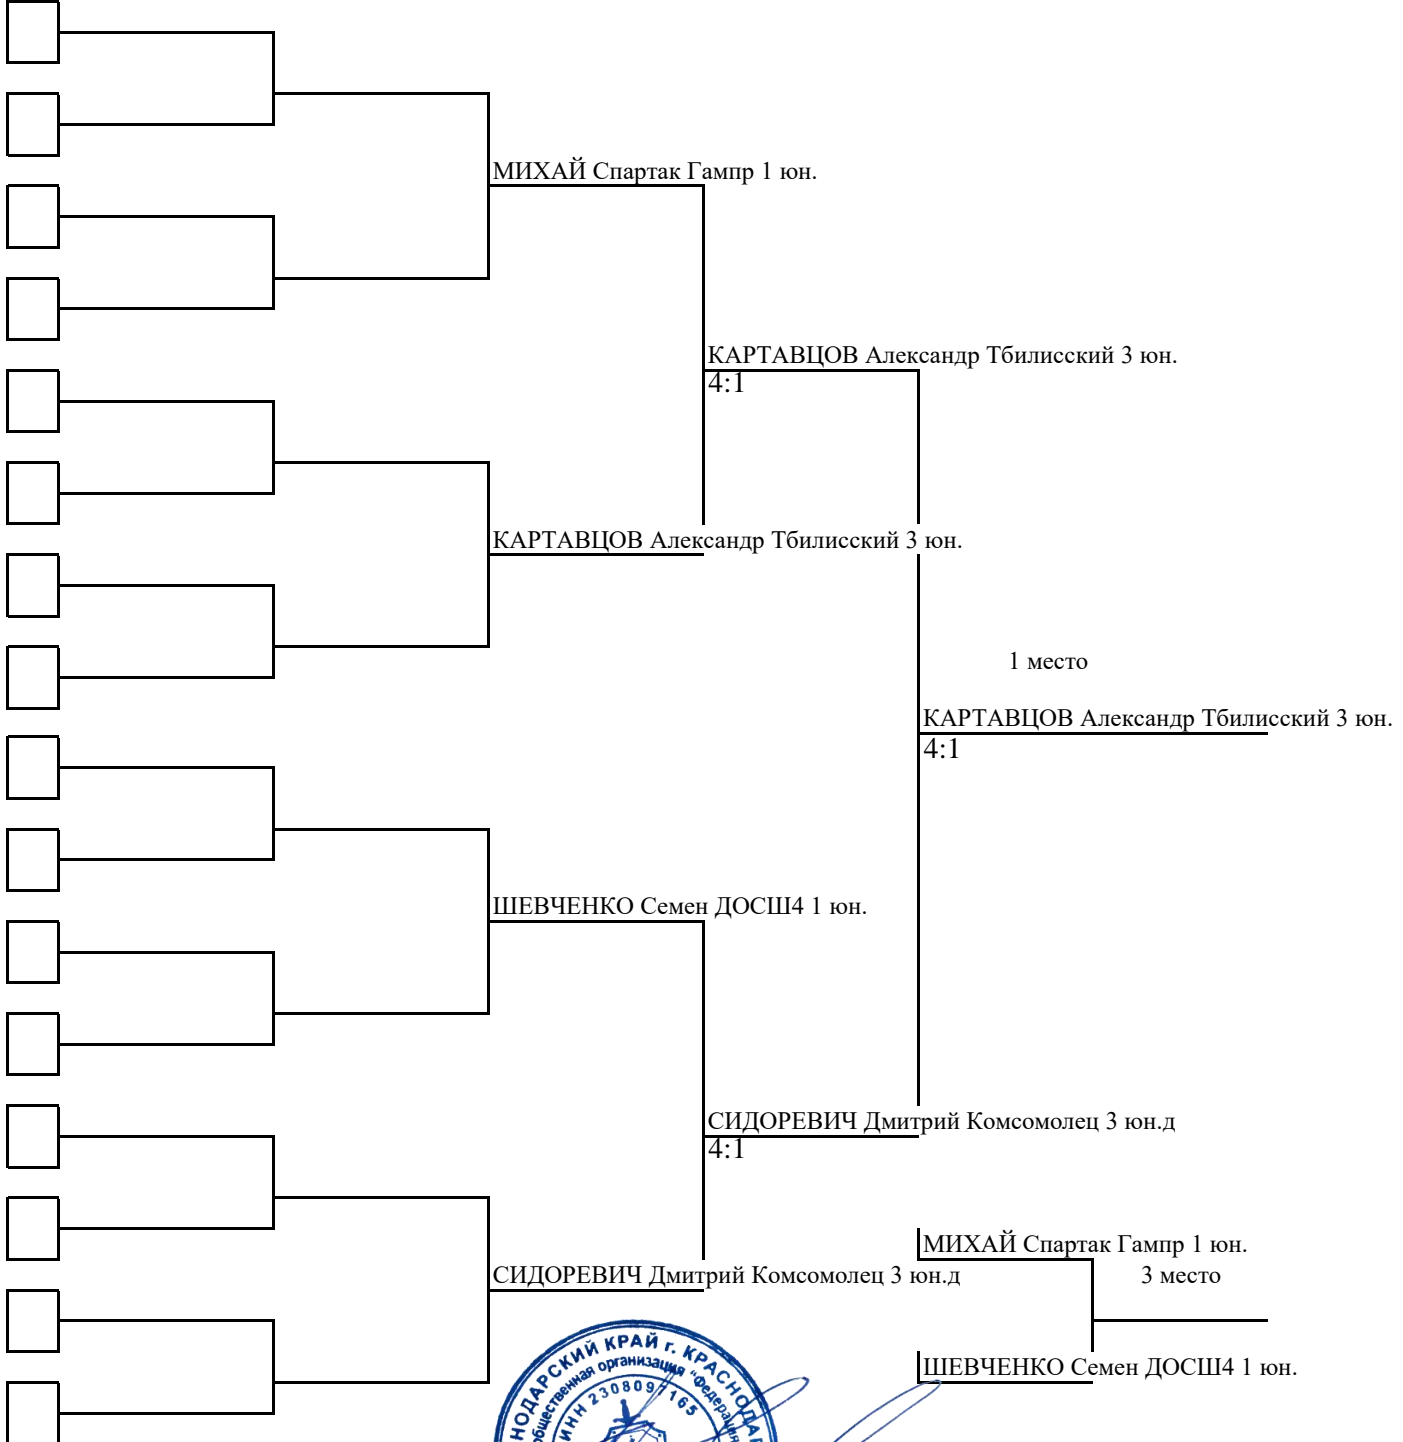 МИХАЙ Спартак Гампр 1 юн.
КАРТАВЦОВ Александр Тбилисский 3 юн.
4:1
КАРТАВЦОВ Александр Тбилисский 3 юн.
1 место
КАРТАВЦОВ Александр Тбилисский 3 юн.
4:1
ШЕВЧЕНКО Семен ДОСШ4 1 юн.
СИДОРЕВИЧ Дмитрий Комсомолец 3 юн.д
4:1
МИХАЙ Спартак Гампр 1 юн.
СИДОРЕВИЧ Дмитрий Комсомолец 3 юн.д
3 место
ШЕВЧЕНКО Семен ДОСШ4 1 юн.
НОДАРСКИЙ КРАЙ г. КРАСНОДАР
общественная организация "Федерация
ИНН 2308097165